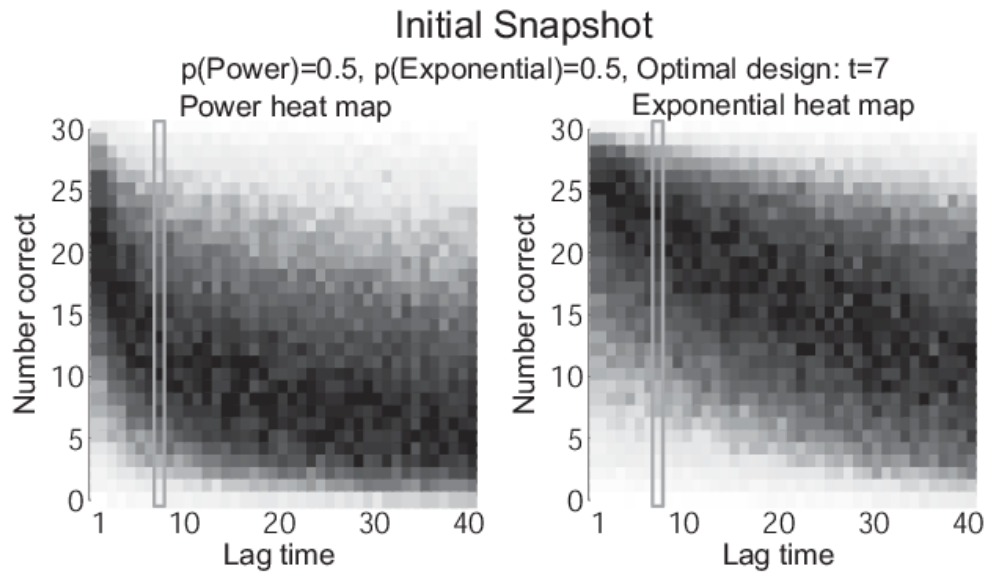 Initial Snapshot
p(Power)=0.5, p(Exponential)=0.5, Optimal design: t=7
Power heat map
Number correct
30
25
20
15
10
5
0
1 10 20 30 40
Lag time
Exponential heat map
Number correct
30
25
20
15
10
5
0
1 10 20 30 40
Lag time